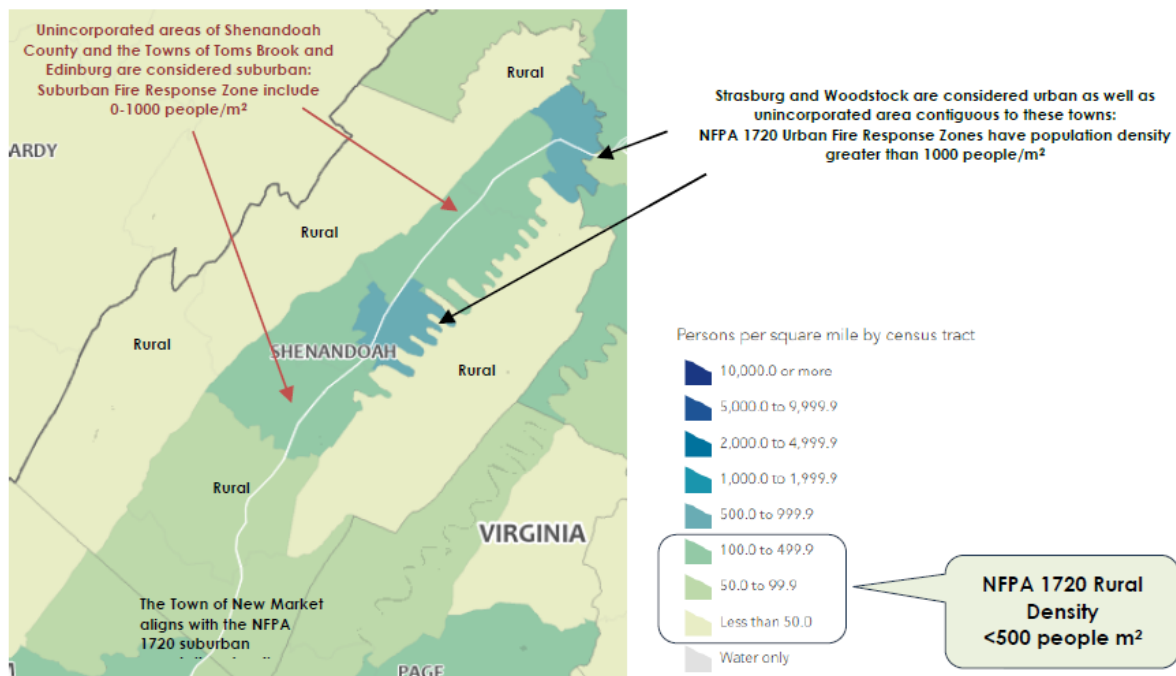 Unincorporated areas of Shenandoah
County and the Towns of Toms Brook and
Edinburg are considered suburban:
Suburban Fire Response Zone include
0-1000 people/m²
Rural
Strasburg and Woodstock are considered urban as well as
unincorporated area contiguous to these towns:
NFPA 1720 Urban Fire Response Zones have population density
greater than 1000 people/m²
ARDY
Rural
Rural
SHENANDOAH
Rural
Rural
VIRGINIA
The Town of New Market
aligns with the NFPA
1720 suburban
PAGE
Persons per square mile by census tract
10,000.0 or more
5,000.0 to 9,999.9
2,000.0 to 4,999.9
1,000.0 to 1,999.9
500.0 to 999.9
100.0 to 499.9
50.0 to 99.9
Less than 50.0
Water only
NFPA 1720 Rural
Density
<500 people m²